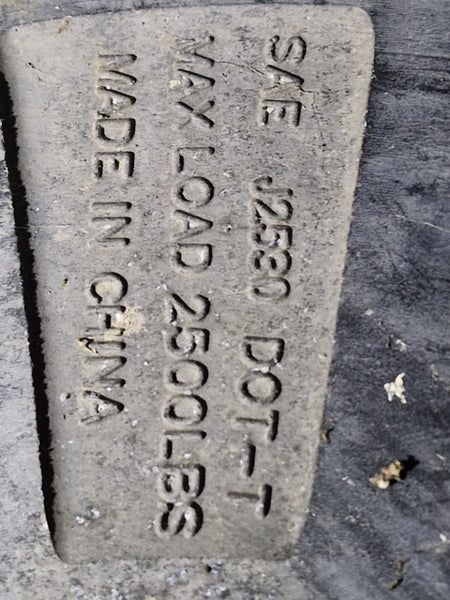 SAE J2530 DOT-T
MAX LOAD 2500LBS
MADE IN CHINA